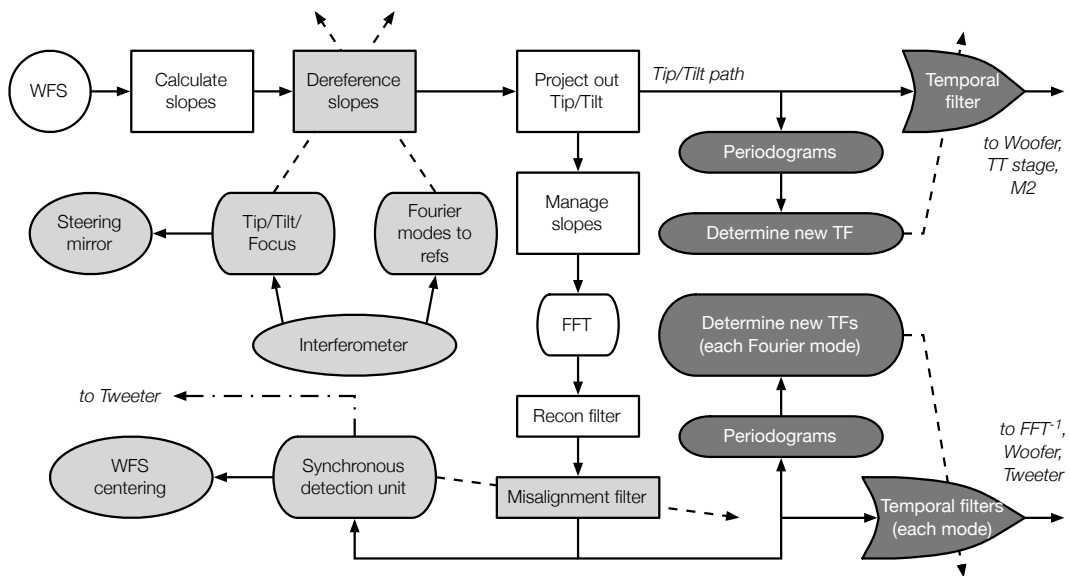 WFS
Calculate
slopes
Dereference
slopes
Project out
Tip/Tilt
Tip/Tilt path
Temporal
filter
to Woofer,
TT stage,
M2
Periodograms
Determine new TF
Manage
slopes
Steering
mirror
Tip/Tilt/
Focus
Fourier
modes to
refs
Interferometer
FFT
Determine new TFs
(each Fourier mode)
to Tweeter
Recon filter
Periodograms
to FFT-1,
Woofer,
Tweeter
WFS
centering
Synchronous
detection unit
Misalignment filter
Temporal filters
(each mode)